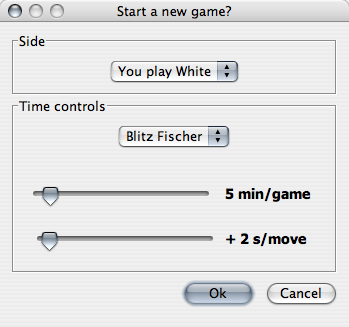 Start a new game?
Side
You play White
Time controls
Blitz Fischer
5 min/game
+ 2 s/move
Ok
Cancel